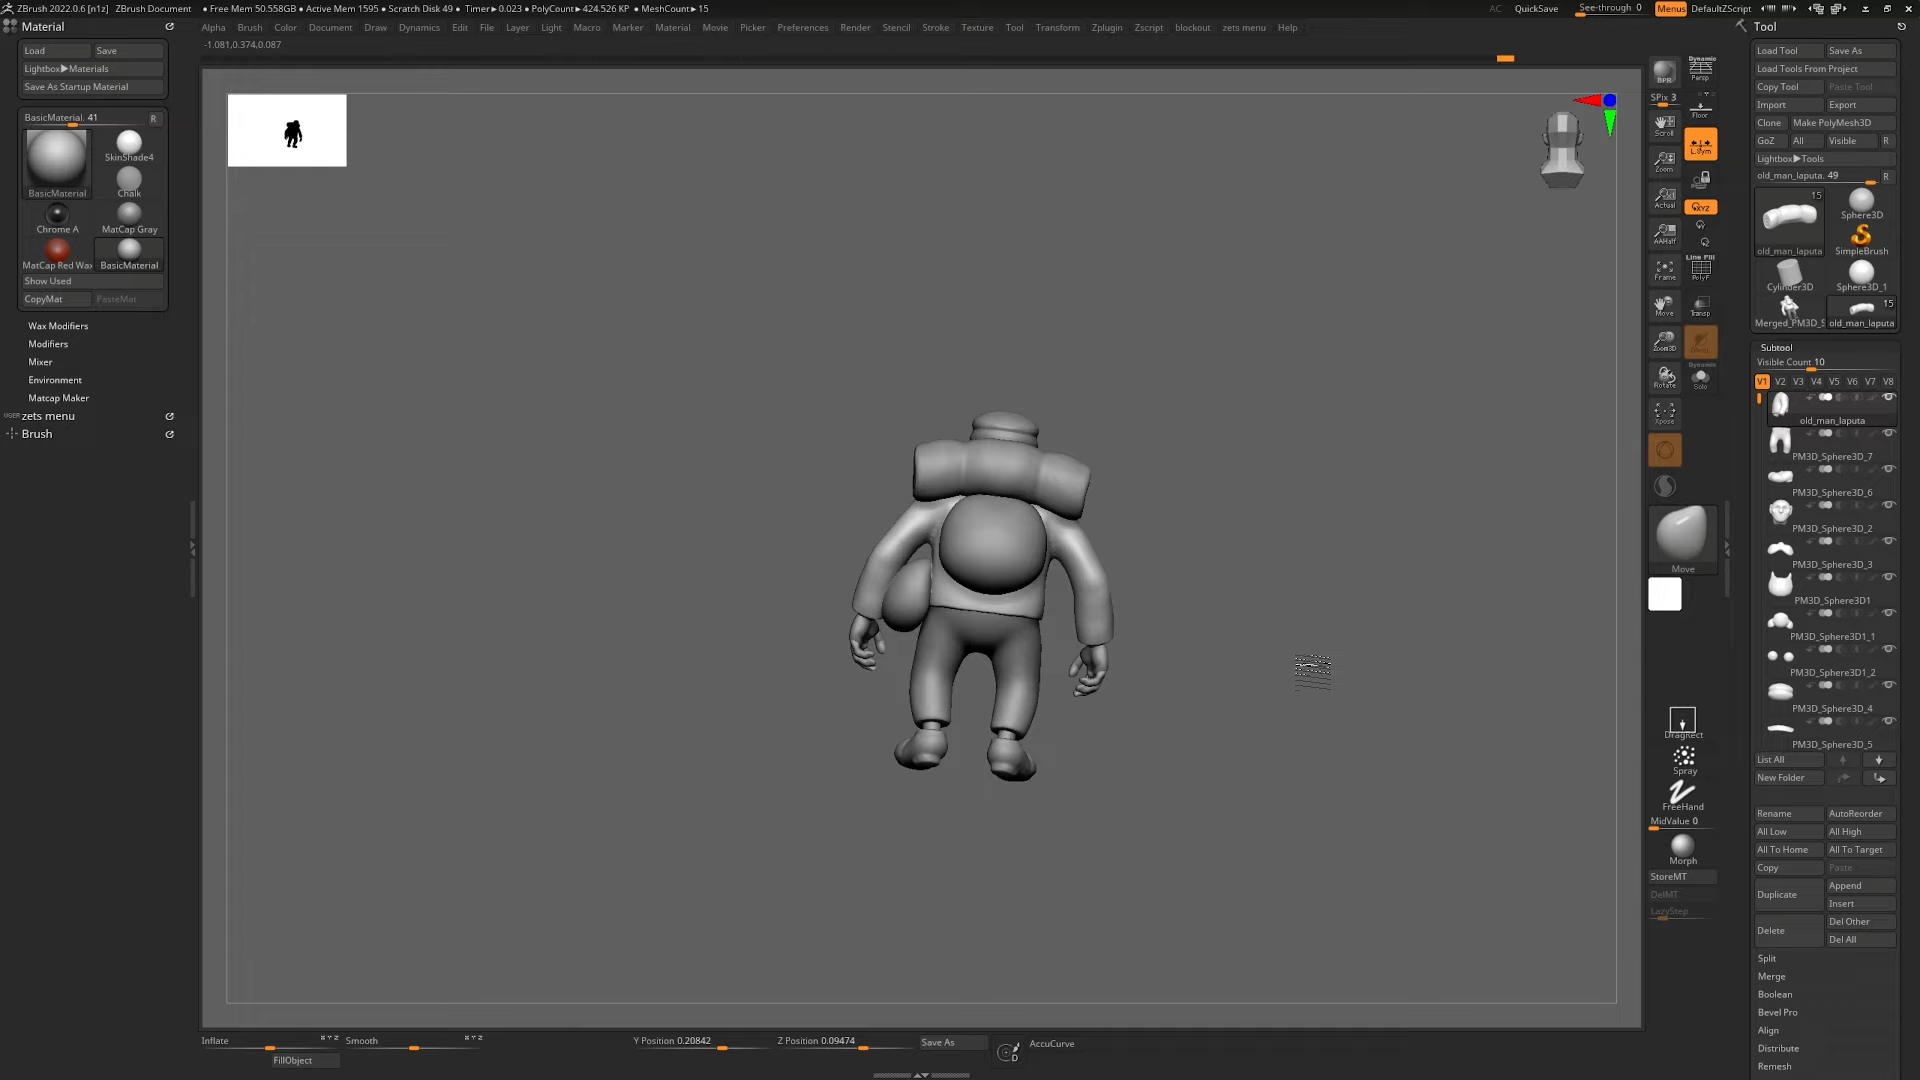 ZBrush 2022.0.6 [n1z] ZBrush Document ● Free Mem 50.558GB ● Active Mem 1595 ● Scratch Disk 49 ● Timer▸0.023 ● PolyCount▸424.526 KP ● MeshCount▸15 AC QuickSave See-through 0 Menus DefaultZScript
Material
Alpha Brush Color Document Draw Dynamics Edit File Layer Light Macro Marker Material Movie Picker Preferences Render Stencil Stroke Texture Tool Transform Zplugin Zscript blockout zets menu Help
-1.081,0.374,0.087
Load Save
Lightbox▶Materials
Save As Startup Material
BasicMaterial. 41 R
BasicMaterial
SkinShade4
Chalk
Chrome A
MatCap Gray
MatCap Red Wax
BasicMaterial
Show Used
CopyMat PasteMat
Wax Modifiers
Modifiers
Mixer
Environment
Matcap Maker
zets menu
Brush
BPR
SPix 3
Scroll
Zoom
Actual
AAHalf
Frame
Move
Zoom3D
Rotate
Xpose
Dynamic
Persp
Floor
L.Sym
XYZ
Line Fill
PolyF
Transp
Dynamic
Solo
Move
DragRect
Spray
FreeHand
MidValue 0
Morph
StoreMT
DelMT
LazyStep
Tool
Load Tool Save As
Load Tools From Project
Copy Tool Paste Tool
Import Export
Clone Make PolyMesh3D
GoZ All Visible R
Lightbox▶Tools
old_man_laputa. 49 R
15
old_man_laputa
Sphere3D
SimpleBrush
Cylinder3D
Sphere3D_1
Merged_PM3D_S
15
old_man_laputa
Subtool
Visible Count 10
V1 V2 V3 V4 V5 V6 V7 V8
old_man_laputa
PM3D_Sphere3D_7
PM3D_Sphere3D_6
PM3D_Sphere3D_2
PM3D_Sphere3D_3
PM3D_Sphere3D1
PM3D_Sphere3D1_1
PM3D_Sphere3D1_2
PM3D_Sphere3D_4
PM3D_Sphere3D_5
List All
New Folder
Rename AutoReorder
All Low All High
All To Home All To Target
Copy Paste
Duplicate Append
Insert
Delete Del Other
Del All
Split
Merge
Boolean
Bevel Pro
Align
Distribute
Remesh
Inflate X Y Z Smooth X Y Z Y Position 0.20842 Z Position 0.09474 Save As D AccuCurve
FillObject